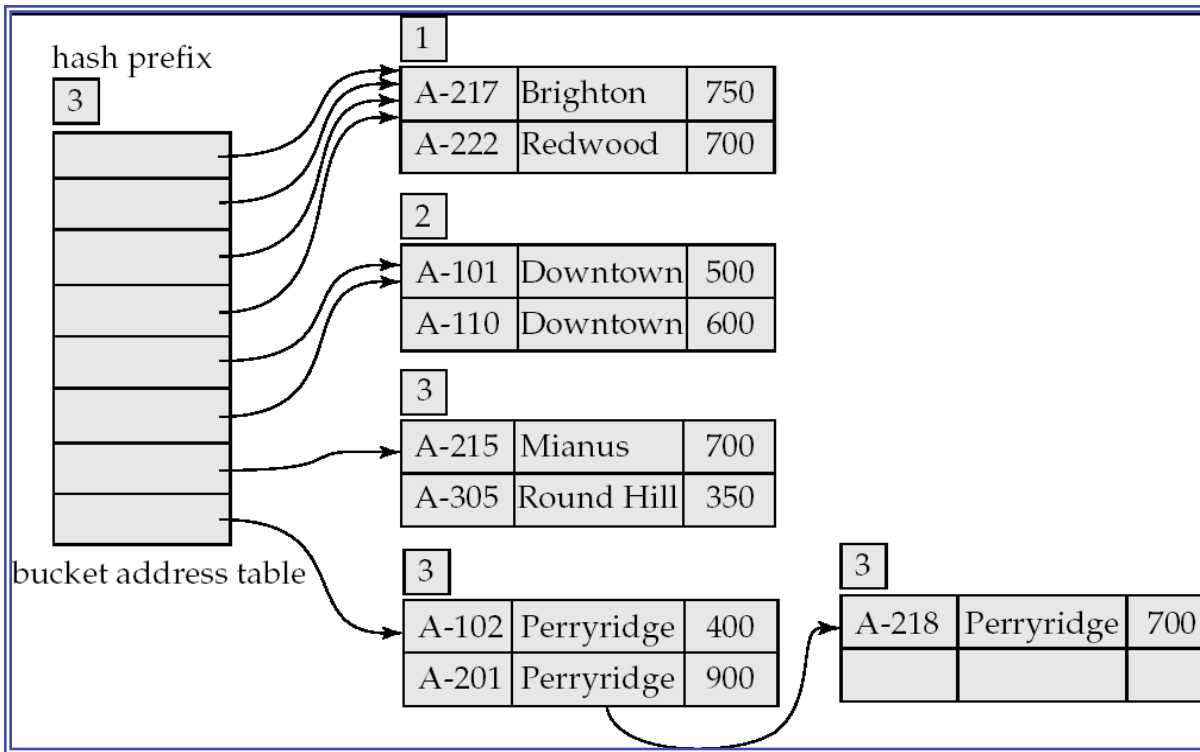 hash prefix
3
bucket address table
1
A-217 Brighton 750
A-222 Redwood 700
2
A-101 Downtown 500
A-110 Downtown 600
3
A-215 Mianus 700
A-305 Round Hill 350
3
A-102 Perryridge 400
A-201 Perryridge 900
3
A-218 Perryridge 700